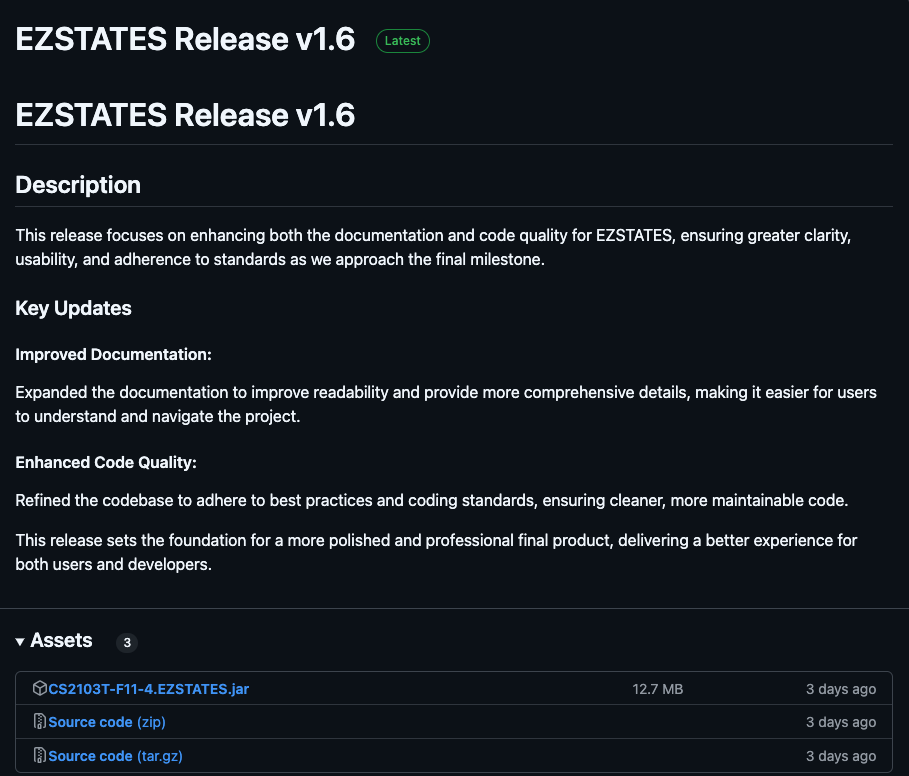 EZSTATES Release v1.6 Latest
EZSTATES Release v1.6
Description
This release focuses on enhancing both the documentation and code quality for EZSTATES, ensuring greater clarity,
usability, and adherence to standards as we approach the final milestone.
Key Updates
Improved Documentation:
Expanded the documentation to improve readability and provide more comprehensive details, making it easier for users
to understand and navigate the project.
Enhanced Code Quality:
Refined the codebase to adhere to best practices and coding standards, ensuring cleaner, more maintainable code.
This release sets the foundation for a more polished and professional final product, delivering a better experience for
both users and developers.
Assets 3
CS2103T-F11-4.EZSTATES.jar 12.7 MB 3 days ago
Source code (zip) 3 days ago
Source code (tar.gz) 3 days ago